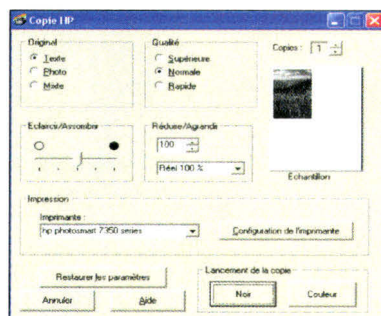 Copie HP
Original
Texte
Photo
Mixte
Qualité
Supérieure
Normale
Rapide
Copies : 1
Eclaircir/Assombrir
Réduire/Agrandir
100
Réel 100 %
Echantillon
Impression
Imprimante :
hp photosmart 7350 series
Configuration de l'imprimante
Restaurer les paramètres
Annuler
Aide
Lancement de la copie
Noir
Couleur